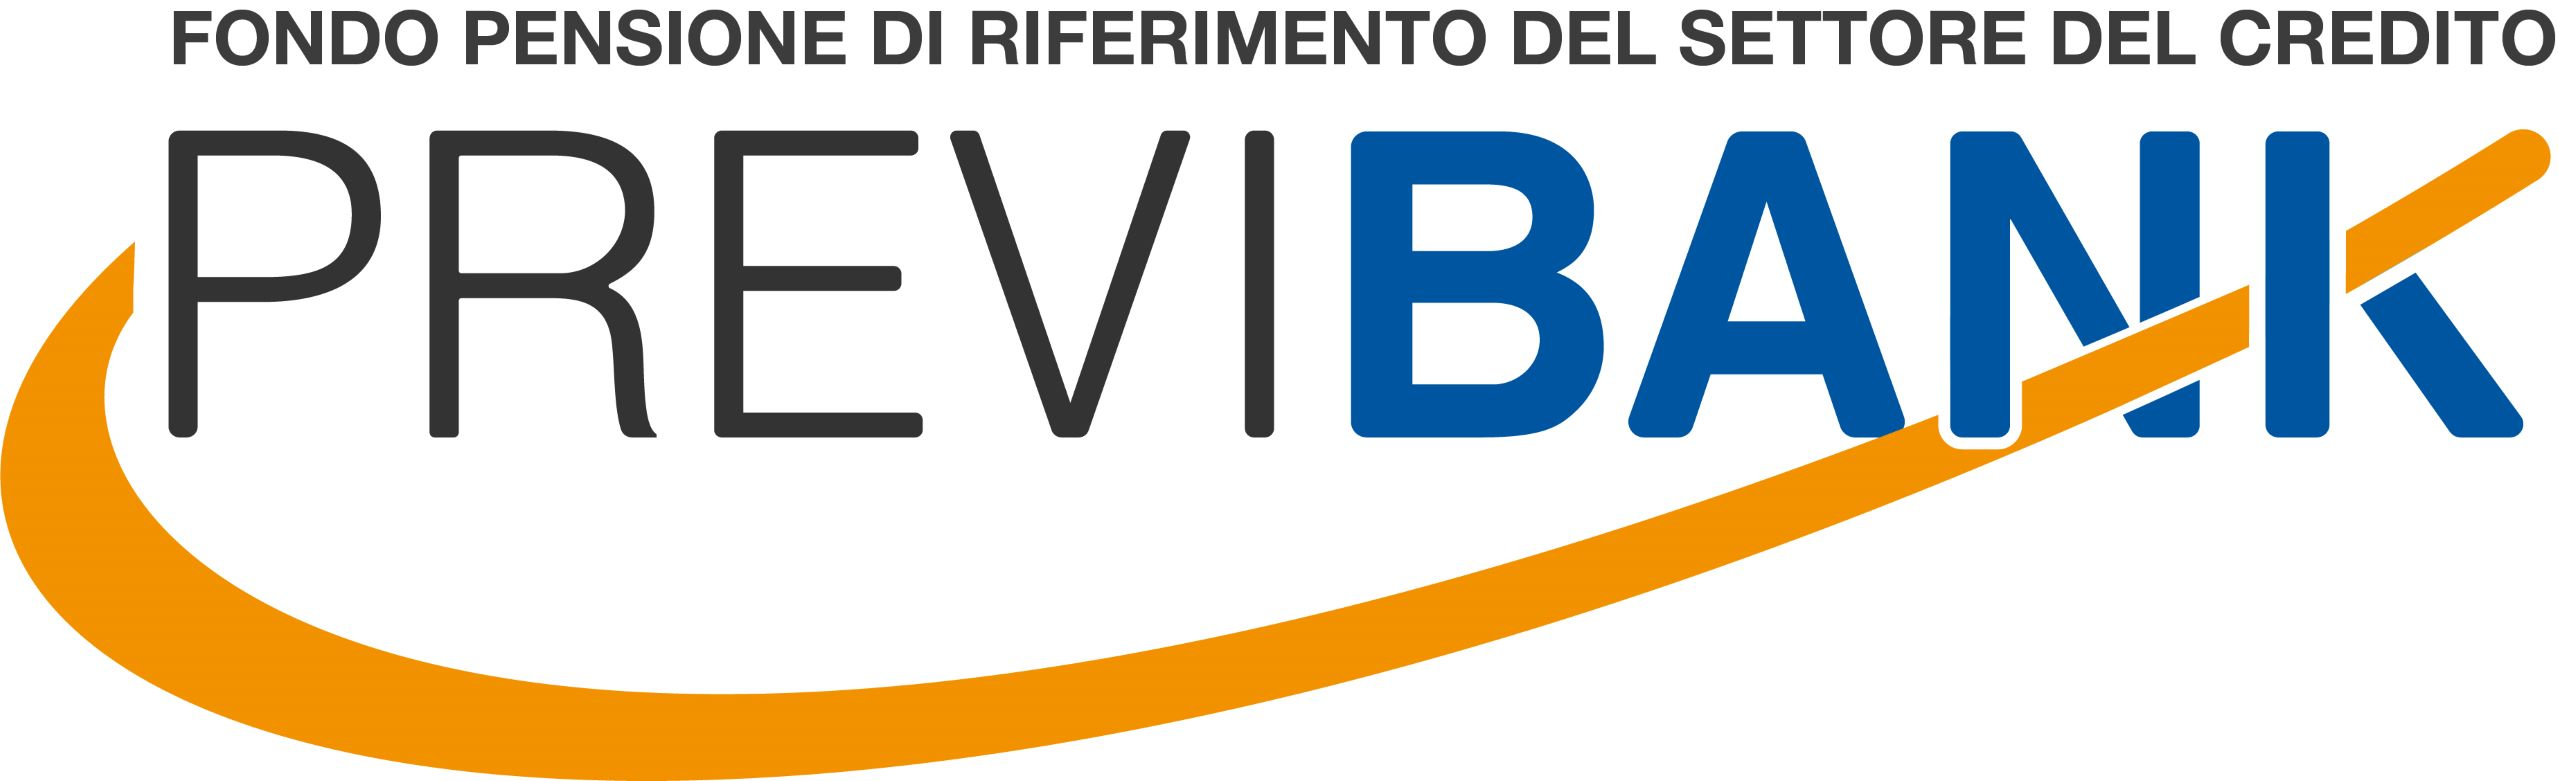 FONDO PENSIONE DI RIFERIMENTO DEL SETTORE DEL CREDITO
PREVIBANK